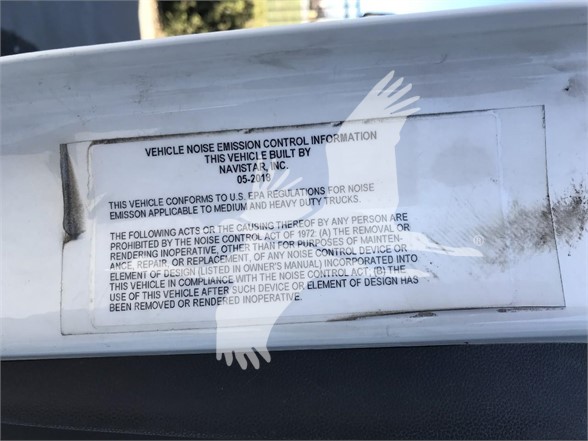 VEHICLE NOISE EMISSION CONTROL INFORMATION
THIS VEHICLE BUILT BY
NAVISTAR, INC.
05-2018
THIS VEHICLE CONFORMS TO U.S. EPA REGULATIONS FOR NOISE
EMISSON APPLICABLE TO MEDIUM AND HEAVY DUTY TRUCKS.
THE FOLLOWING ACTS OR THE CAUSING THEREOF BY ANY PERSON ARE
PROHIBITED BY THE NOISE CONTROL ACT OF 1972: (A) THE REMOVAL OR
RENDERING INOPERATIVE, OTHER THAN FOR PURPOSES OF MAINTEN-
ANCE, REPAIR, OR REPLACEMENT, OF ANY NOISE CONTROL DEVICE OR
ELEMENT OF DESIGN (LISTED IN OWNER'S MANUAL) INCORPORATED INTO
THIS VEHICLE IN COMPLIANCE WITH THE NOISE CONTROL ACT, (B) THE
USE OF THIS VEHICLE AFTER SUCH DEVICE OR ELEMENT OF DESIGN HAS
BEEN REMOVED OR RENDERED INOPERATIVE.